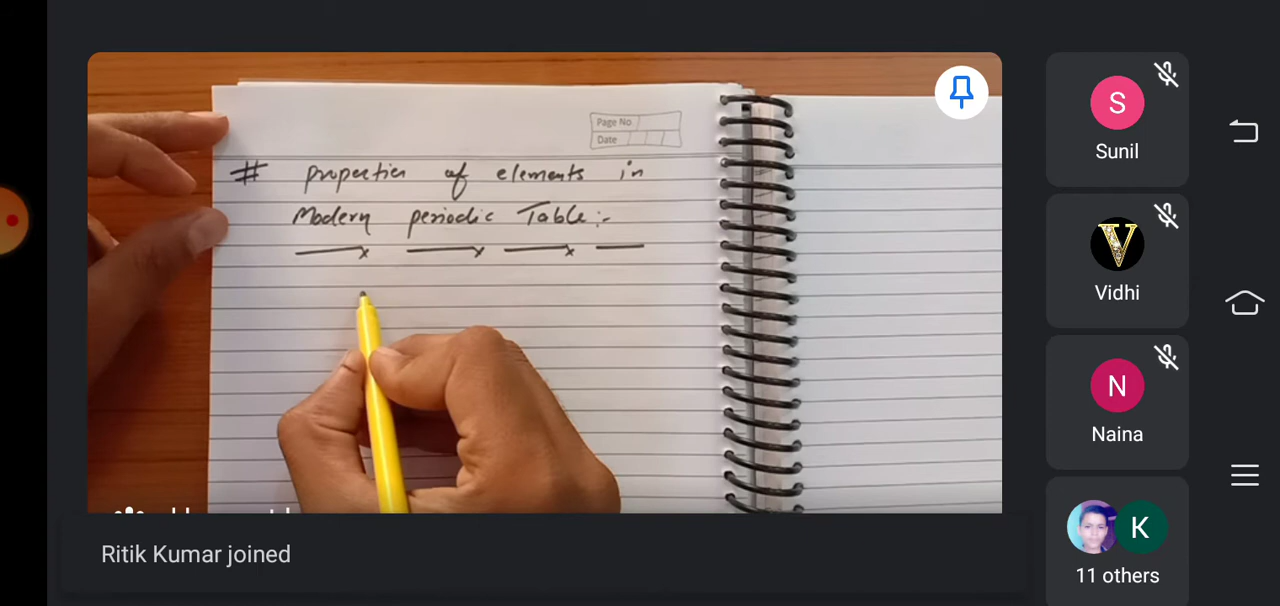 Page No
Date
# properties of elements in
Modern periodic Table:-
S
Sunil
V
Vidhi
N
Naina
K
11 others
Ritik Kumar joined